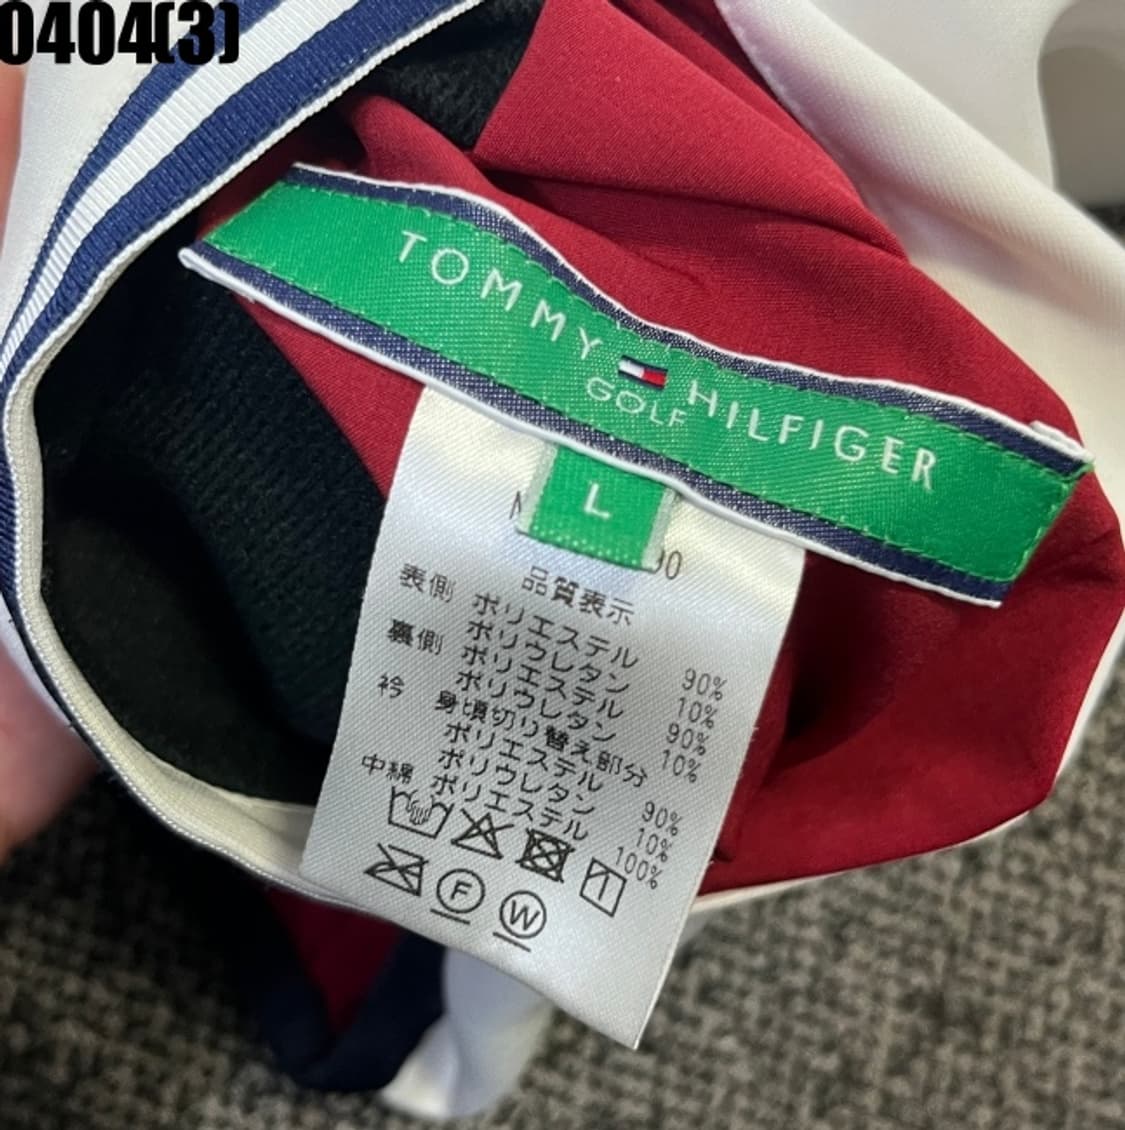 0404(3)
TOMMY HILFIGER
GOLF
L
品質表示
表側 ポリエステル 90%
ポリウレタン 10%
裏側 ポリエステル 90%
ポリウレタン 10%
衿 身頃切り替え部分
ポリエステル 90%
ポリウレタン 10%
中綿 ポリエステル 100%
F
W